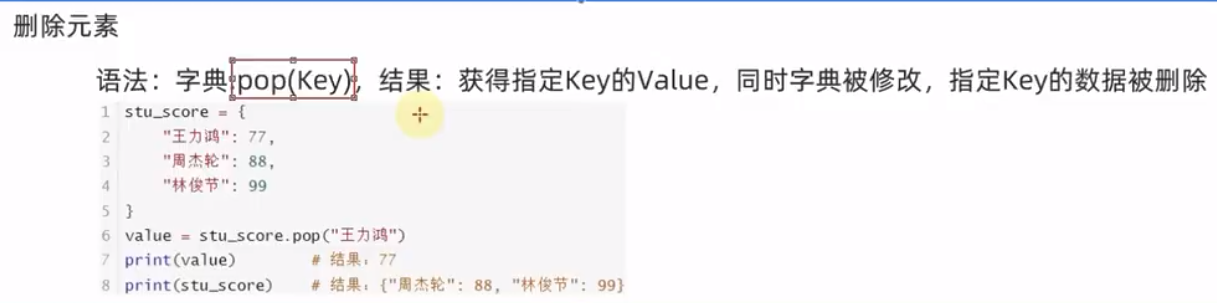 删除元素
语法：字典.pop(Key)，结果：获得指定Key的Value，同时字典被修改，指定Key的数据被删除
1 stu_score = {
2     "王力鸿": 77,
3     "周杰轮": 88,
4     "林俊节": 99
5 }
6 value = stu_score.pop("王力鸿")
7 print(value)        # 结果：77
8 print(stu_score)    # 结果：{"周杰轮": 88, "林俊节": 99}